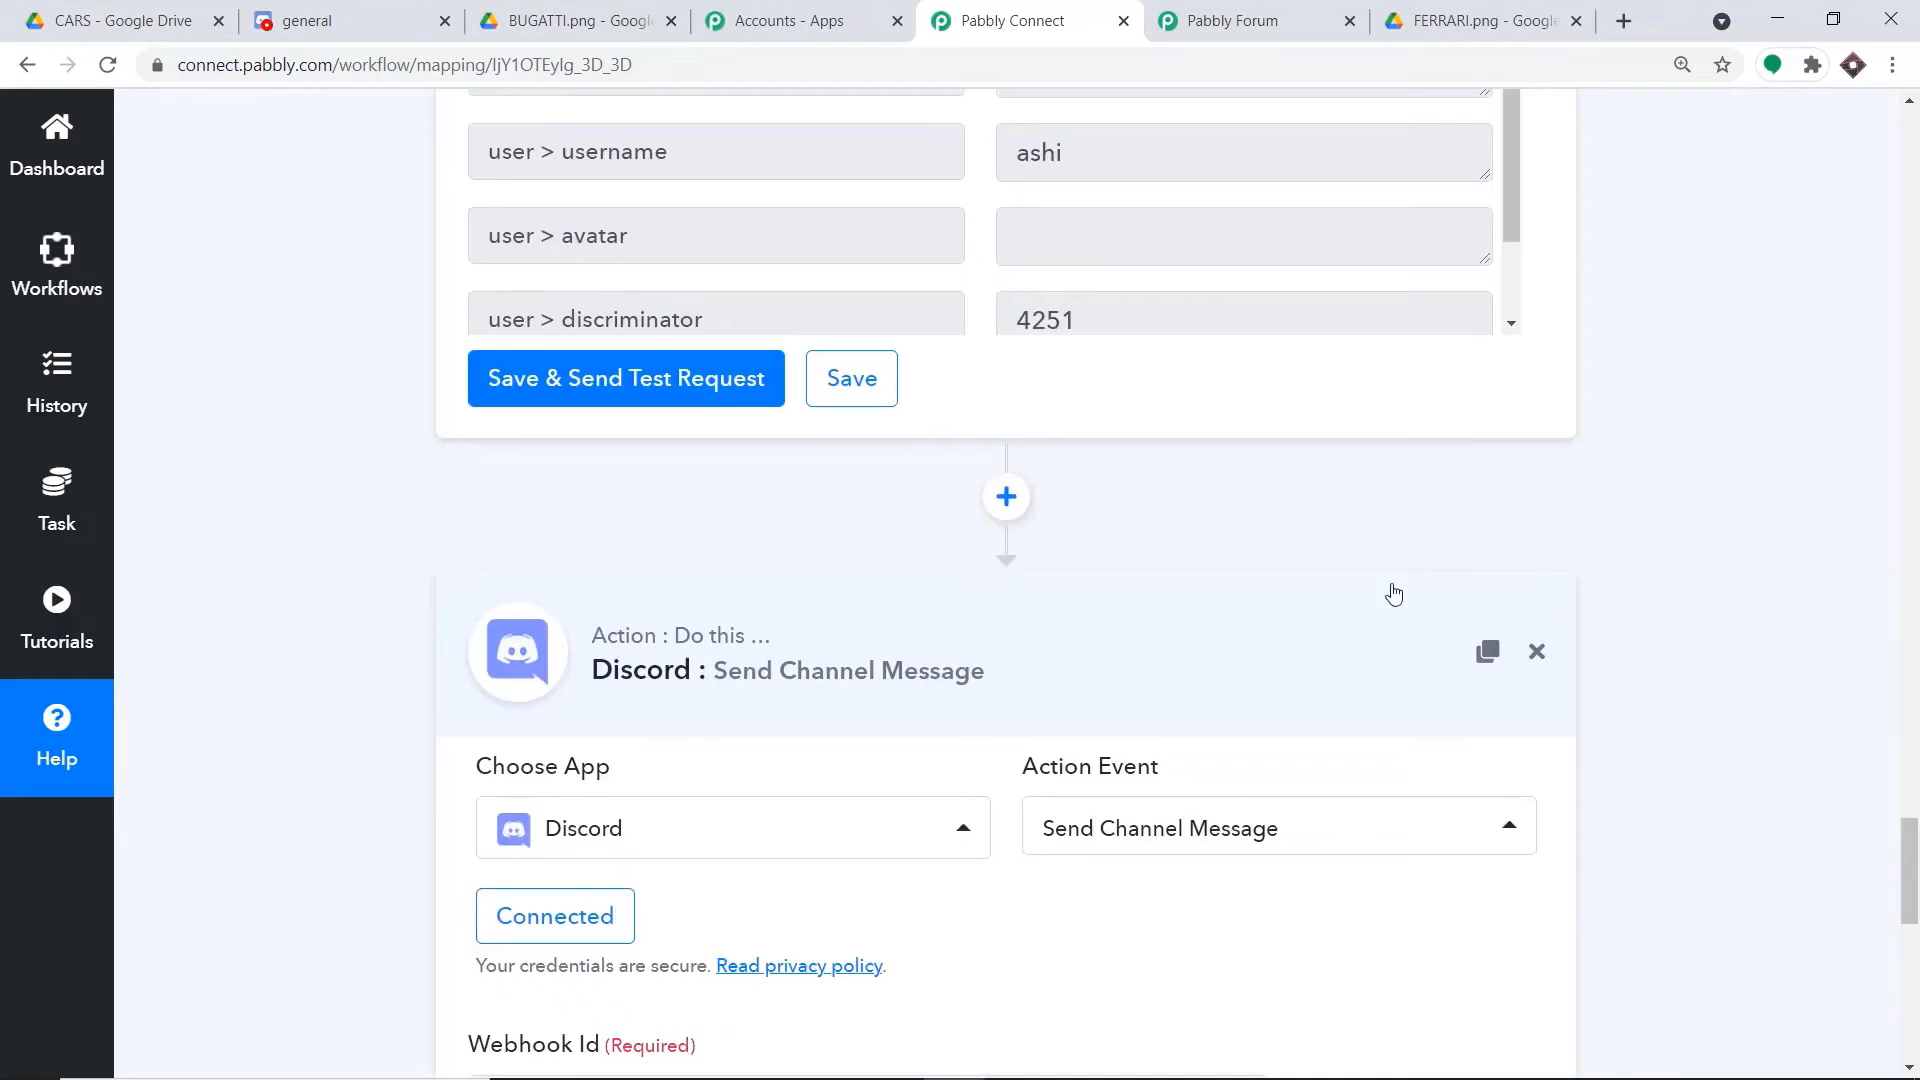 CARS - Google Drive
general
BUGATTI.png - Google
Accounts - Apps
Pabbly Connect
Pabbly Forum
FERRARI.png - Google
connect.pabbly.com/workflow/mapping/IjY1OTEyIg_3D_3D
Dashboard
Workflows
History
Task
Tutorials
Help
user > username
ashi
user > avatar
user > discriminator
4251
Save & Send Test Request
Save
Action : Do this ...
Discord : Send Channel Message
Choose App
Action Event
Discord
Send Channel Message
Connected
Your credentials are secure. Read privacy policy.
Webhook Id (Required)